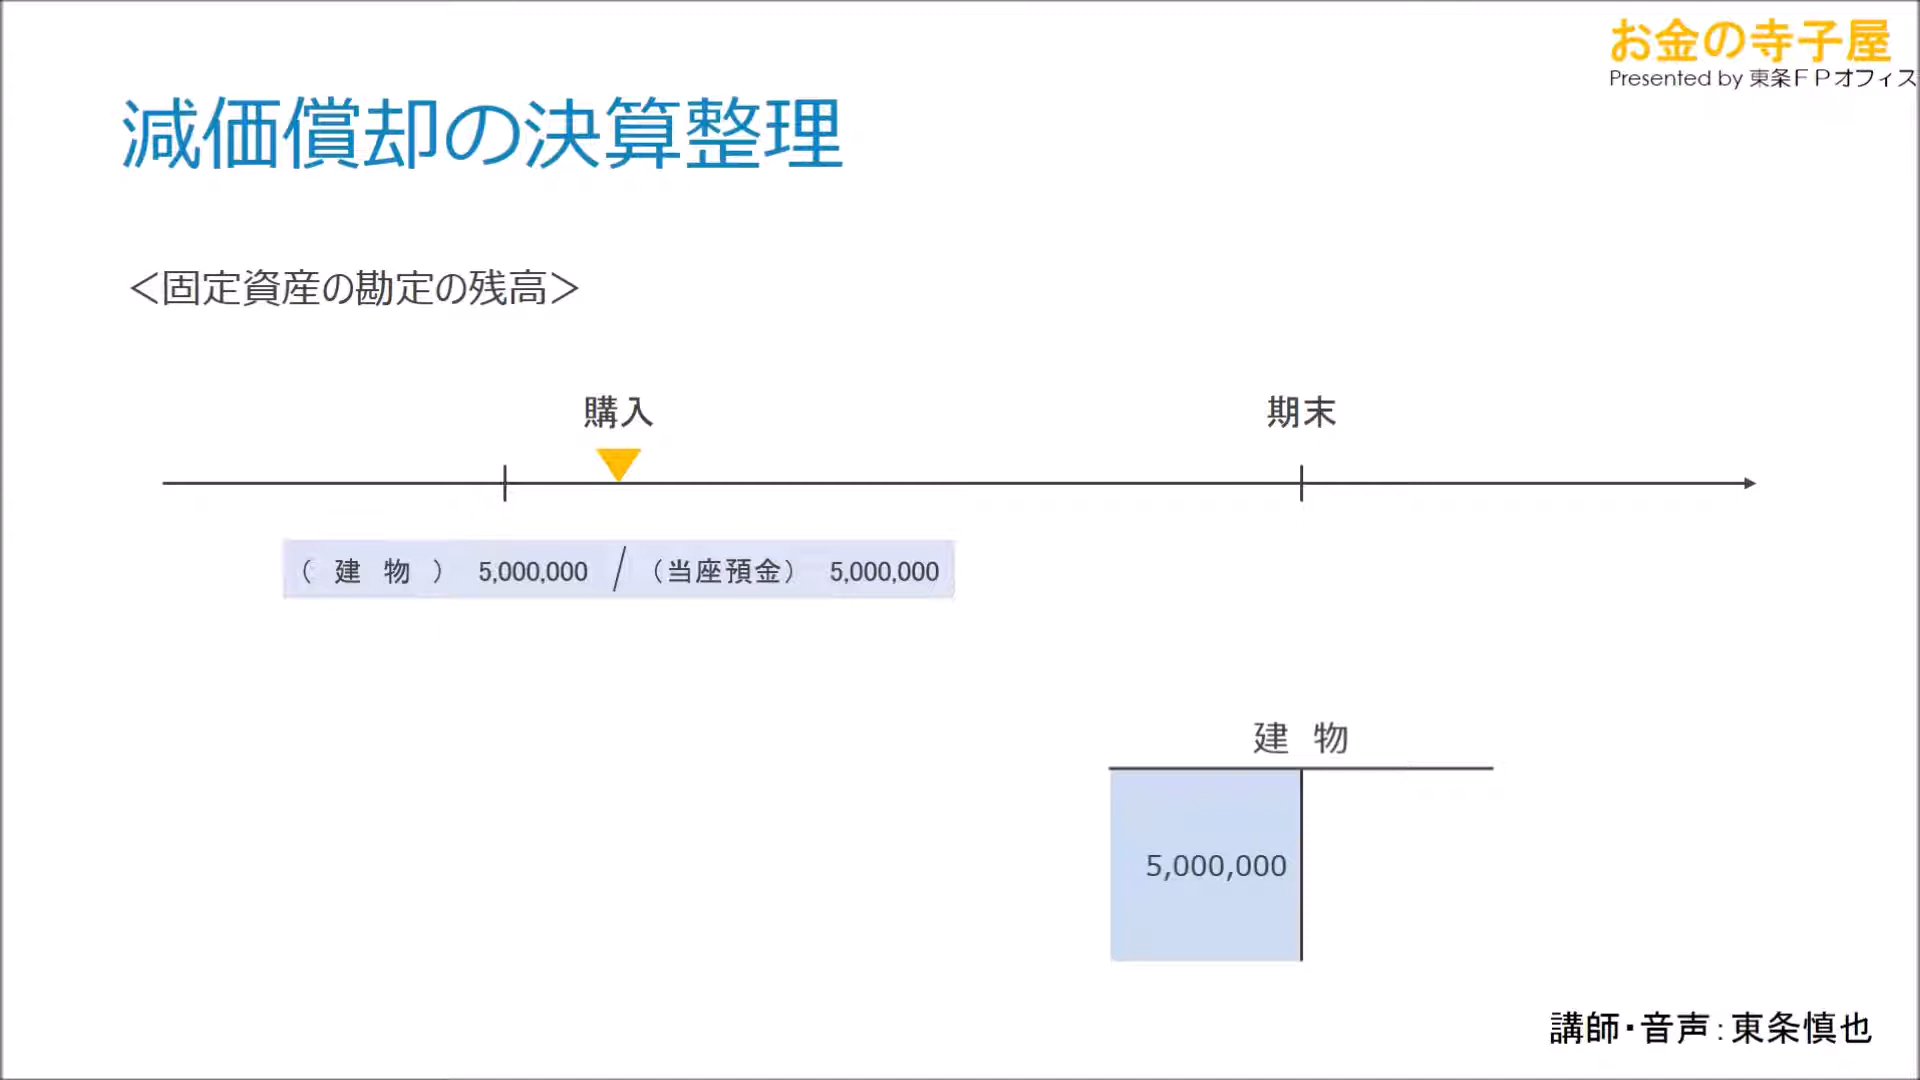 お金の寺子屋
Presented by 東条ＦＰオフィス
減価償却の決算整理
＜固定資産の勘定の残高＞
購入
期末
（ 建 物 ） 5,000,000 / （当座預金） 5,000,000
建 物
5,000,000
講師・音声：東条慎也